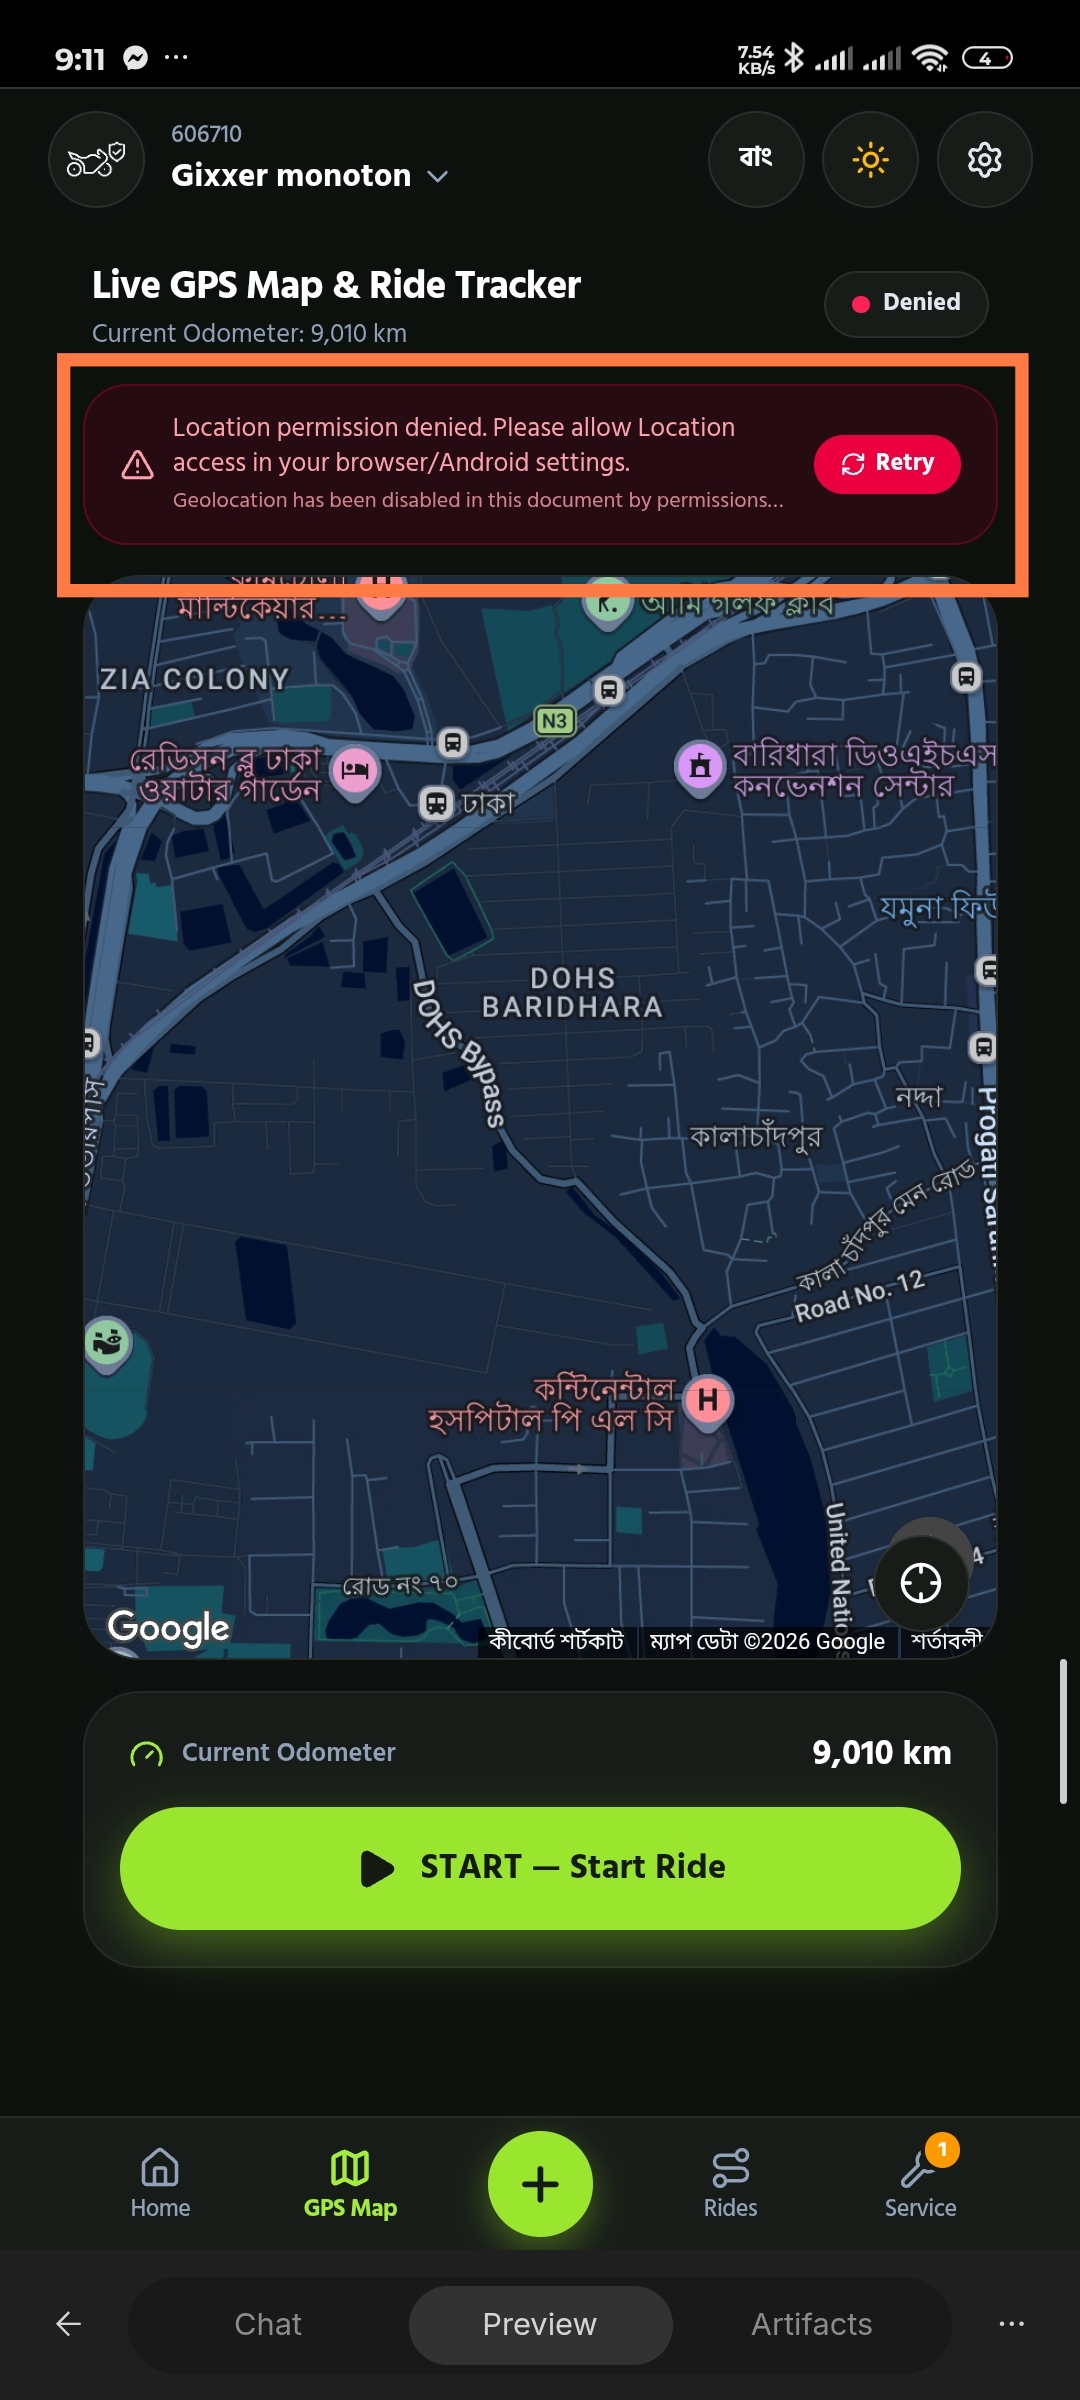 9:11
7.54
KB/s
4
606710
Gixxer monoton
বাং
Live GPS Map & Ride Tracker
Denied
Current Odometer: 9,010 km
Location permission denied. Please allow Location
access in your browser/Android settings.
Geolocation has been disabled in this document by permissions...
Retry
মাল্টিকেয়ার...
K.
আর্মি গলফ ক্লাব
ZIA COLONY
N3
রেডিসন ব্লু ঢাকা
ওয়াটার গার্ডেন
ঢাকা
বারিধারা ডিওএইচএস
কনভেনশন সেন্টার
যমুনা ফিউ
DOHS
BARIDHARA
DOHS Bypass
নদ্দা
কালাচাঁদপুর
Progati
কালা-চাঁদপুর মেন রোড
Road No. 12
কন্টিনেন্টাল
হসপিটাল পি এল সি
H
United Natio
4
রোড নং ৭০
Google
কীবোর্ড শর্টকাট
ম্যাপ ডেটা ©2026 Google
শর্তাবলী
Current Odometer
9,010 km
START — Start Ride
Home
GPS Map
Rides
1
Service
Chat
Preview
Artifacts